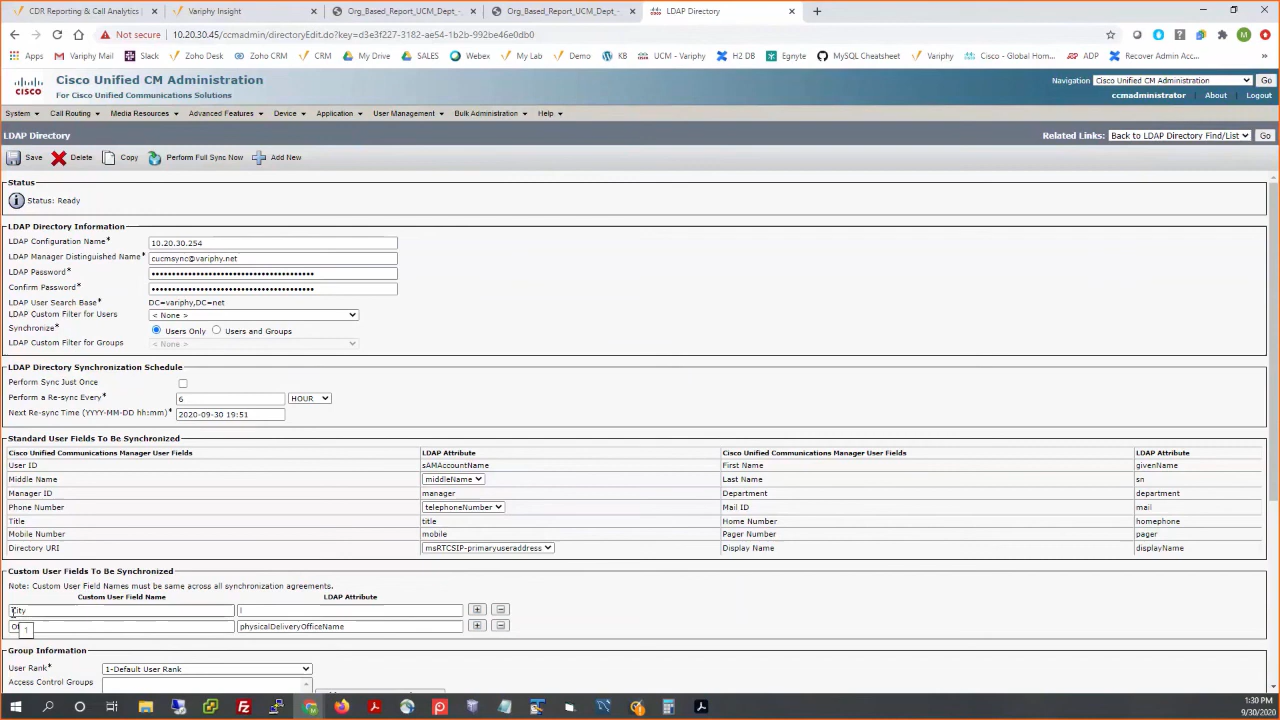 CDR Reporting & Call Analytics
Variphy Insight
Org_Based_Report_UCM_Dept_-
Org_Based_Report_UCM_Dept_-
LDAP Directory
Not secure
10.20.30.45/ccmadmin/directoryEdit.do?key=d3e3f227-3182-ae54-1b2b-992be46e0db0
Apps
Variphy Mail
Slack
Zoho Desk
CRM
My Drive
SALES
Webex
My Lab
Demo
KB
UCM - Variphy
H2 DB
Egnyte
MySQL Cheatsheet
Variphy
Cisco - Global Hom...
ADP
Recover Admin Acc...
»
CISCO
Cisco Unified CM Administration
For Cisco Unified Communications Solutions
Navigation Cisco Unified CM Administration Go
ccmadministrator About Logout
System Call Routing Media Resources Advanced Features Device Application User Management Bulk Administration Help
LDAP Directory
Related Links: Back to LDAP Directory Find/List Go
Save Delete Copy Perform Full Sync Now Add New
Status
Status: Ready
LDAP Directory Information
LDAP Configuration Name* 10.20.30.254
LDAP Manager Distinguished Name* cucmsync@variphy.net
LDAP Password*
Confirm Password*
LDAP User Search Base* DC=variphy,DC=net
LDAP Custom Filter for Users < None >
Synchronize* Users Only Users and Groups
LDAP Custom Filter for Groups < None >
LDAP Directory Synchronization Schedule
Perform Sync Just Once
Perform a Re-sync Every* 6 HOUR
Next Re-sync Time (YYYY-MM-DD hh:mm)* 2020-09-30 19:51
Standard User Fields To Be Synchronized
Cisco Unified Communications Manager User Fields LDAP Attribute Cisco Unified Communications Manager User Fields LDAP Attribute
User ID sAMAccountName First Name givenName
Middle Name middleName Last Name sn
Manager ID manager Department department
Phone Number telephoneNumber Mail ID mail
Title title Home Number homephone
Mobile Number mobile Pager Number pager
Directory URI msRTCSIP-primaryuseraddress Display Name displayName
Custom User Fields To Be Synchronized
Note: Custom User Field Names must be same across all synchronization agreements.
Custom User Field Name LDAP Attribute
City l
physicalDeliveryOfficeName
Group Information
User Rank* 1-Default User Rank
Access Control Groups
1:30 PM
9/30/2020